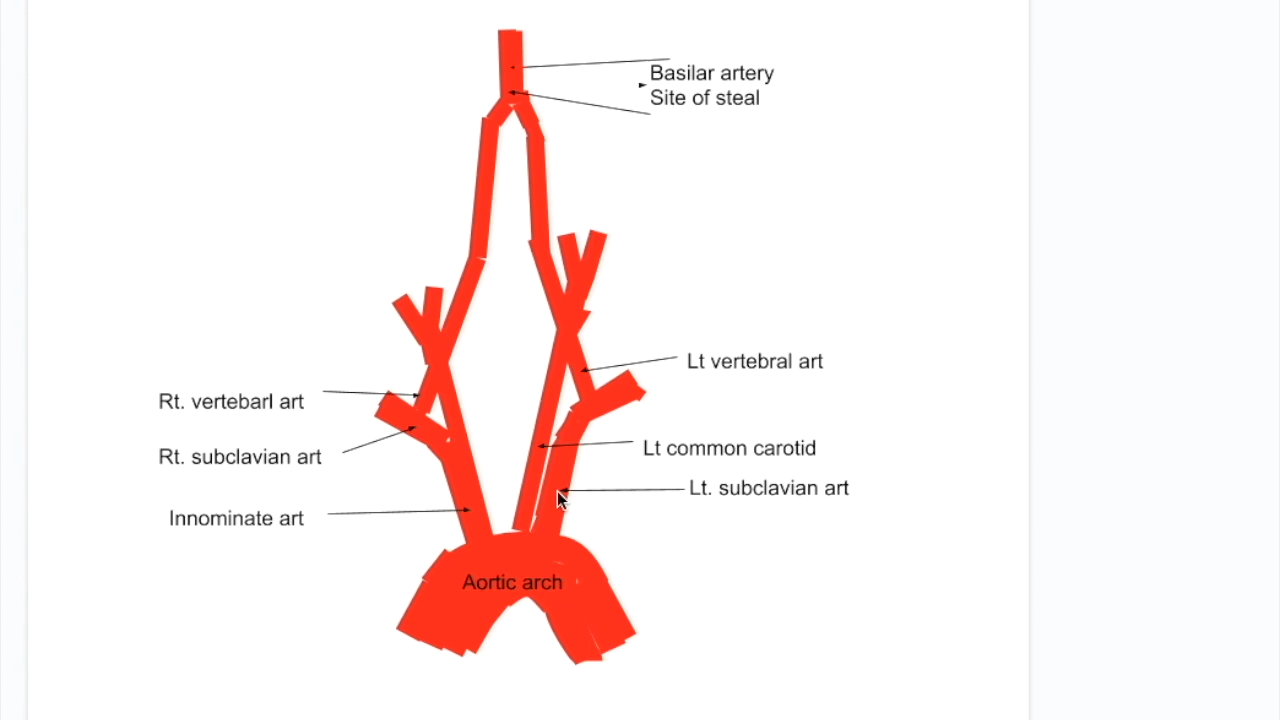 Basilar artery
Site of steal
Lt vertebral art
Rt. vertebarl art
Lt common carotid
Rt. subclavian art
Lt. subclavian art
Innominate art
Aortic arch